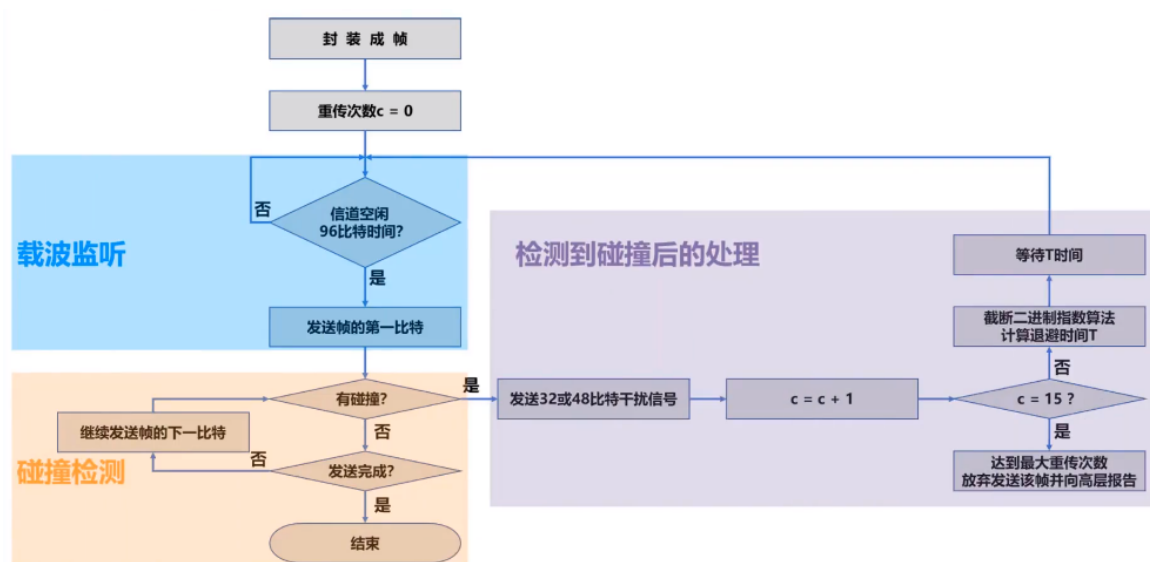 封 装 成 帧
重传次数c = 0
载波监听
否
信道空闲
96比特时间?
是
发送帧的第一比特
碰撞检测
有碰撞?
是
否
继续发送帧的下一比特
发送完成?
否
是
结束
检测到碰撞后的处理
发送32或48比特干扰信号
c = c + 1
c = 15 ?
否
是
截断二进制指数算法
计算退避时间T
等待T时间
达到最大重传次数
放弃发送该帧并向高层报告